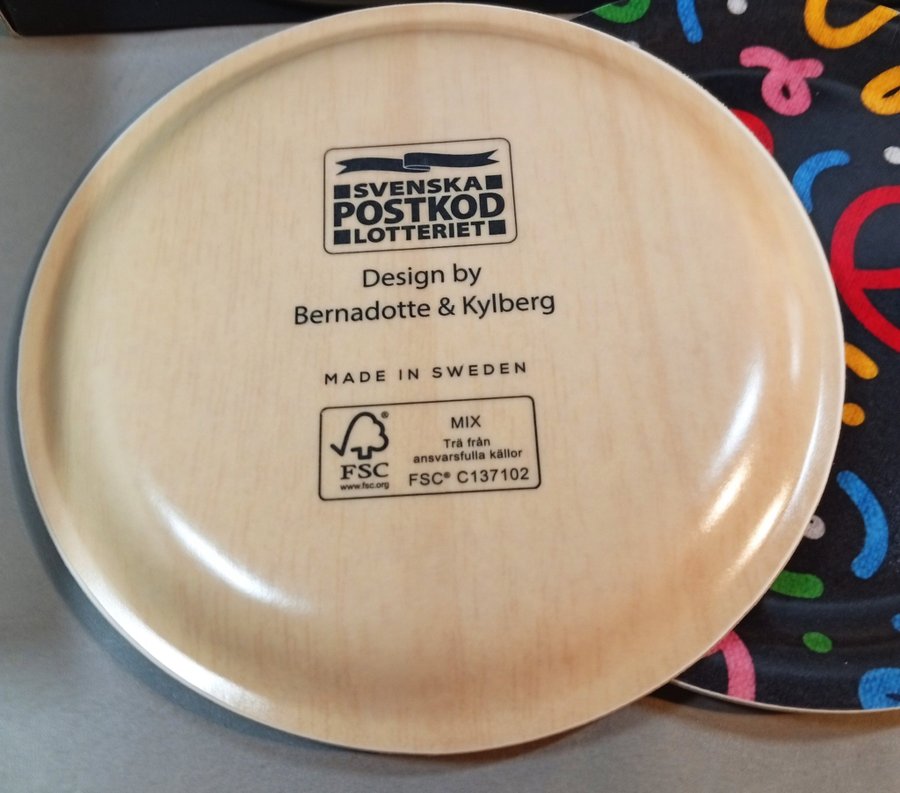 SVENSKA
POSTKOD
LOTTERIET
Design by
Bernadotte & Kylberg
MADE IN SWEDEN
FSC®
www.fsc.org
MIX
Trä från
ansvarsfulla källor
FSC® C137102